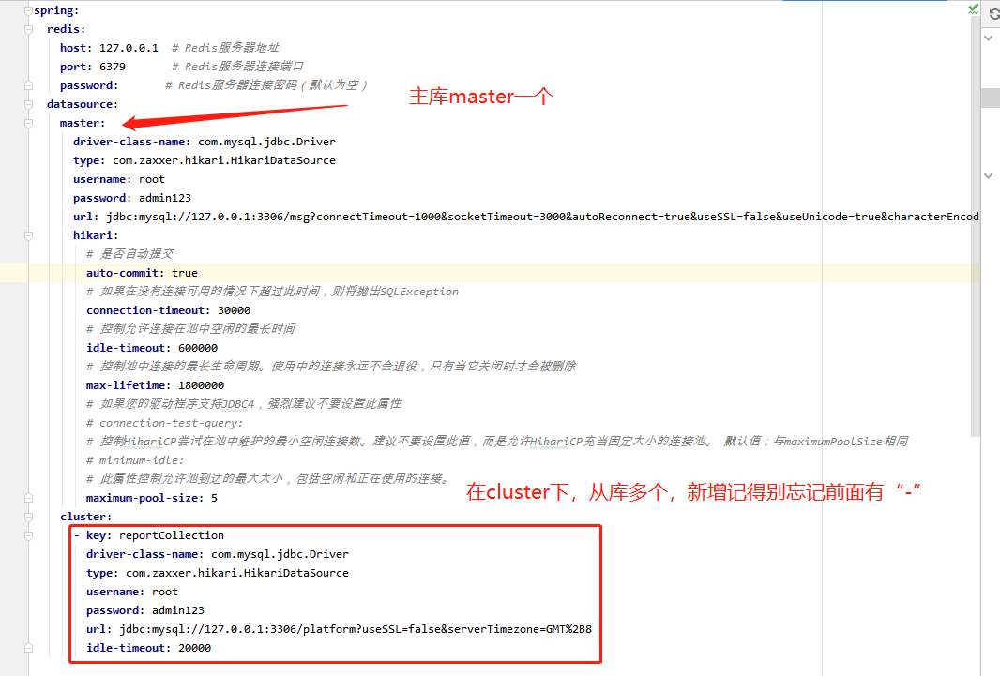 spring:
redis:
host: 127.0.0.1 # Redis服务器地址
port: 6379 # Redis服务器连接端口
password: # Redis服务器连接密码（默认为空）
主库master一个
datasource:
master:
driver-class-name: com.mysql.jdbc.Driver
type: com.zaxxer.hikari.HikariDataSource
username: root
password: admin123
url: jdbc:mysql://127.0.0.1:3306/msg?connectTimeout=1000&socketTimeout=3000&autoReconnect=true&useSSL=false&useUnicode=true&characterEncod
hikari:
# 是否自动提交
auto-commit: true
# 如果在没有连接可用的情况下超过此时间，则将抛出SQLException
connection-timeout: 30000
# 控制允许连接在池中空闲的最长时间
idle-timeout: 600000
# 控制池中连接的最长生命周期。使用中的连接永远不会退役，只有当它关闭时才会被删除
max-lifetime: 1800000
# 如果您的驱动程序支持JDBC4，强烈建议不要设置此属性
# connection-test-query:
# 控制HikariCP尝试在池中维护的最小空闲连接数。建议不要设置此值，而是允许HikariCP充当固定大小的连接池。 默认值：与maximumPoolSize相同
# minimum-idle:
# 此属性控制允许池到达的最大大小，包括空闲和正在使用的连接。
maximum-pool-size: 5
在cluster下，从库多个，新增记得别忘记前面有“-”
cluster:
- key: reportCollection
driver-class-name: com.mysql.jdbc.Driver
type: com.zaxxer.hikari.HikariDataSource
username: root
password: admin123
url: jdbc:mysql://127.0.0.1:3306/platform?useSSL=false&serverTimezone=GMT%2B8
idle-timeout: 20000